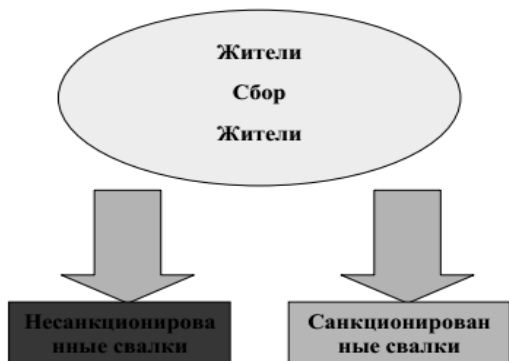 Жители
Сбор
Жители
Несанкционирова
нные свалки
Санкционирован
ные свалки